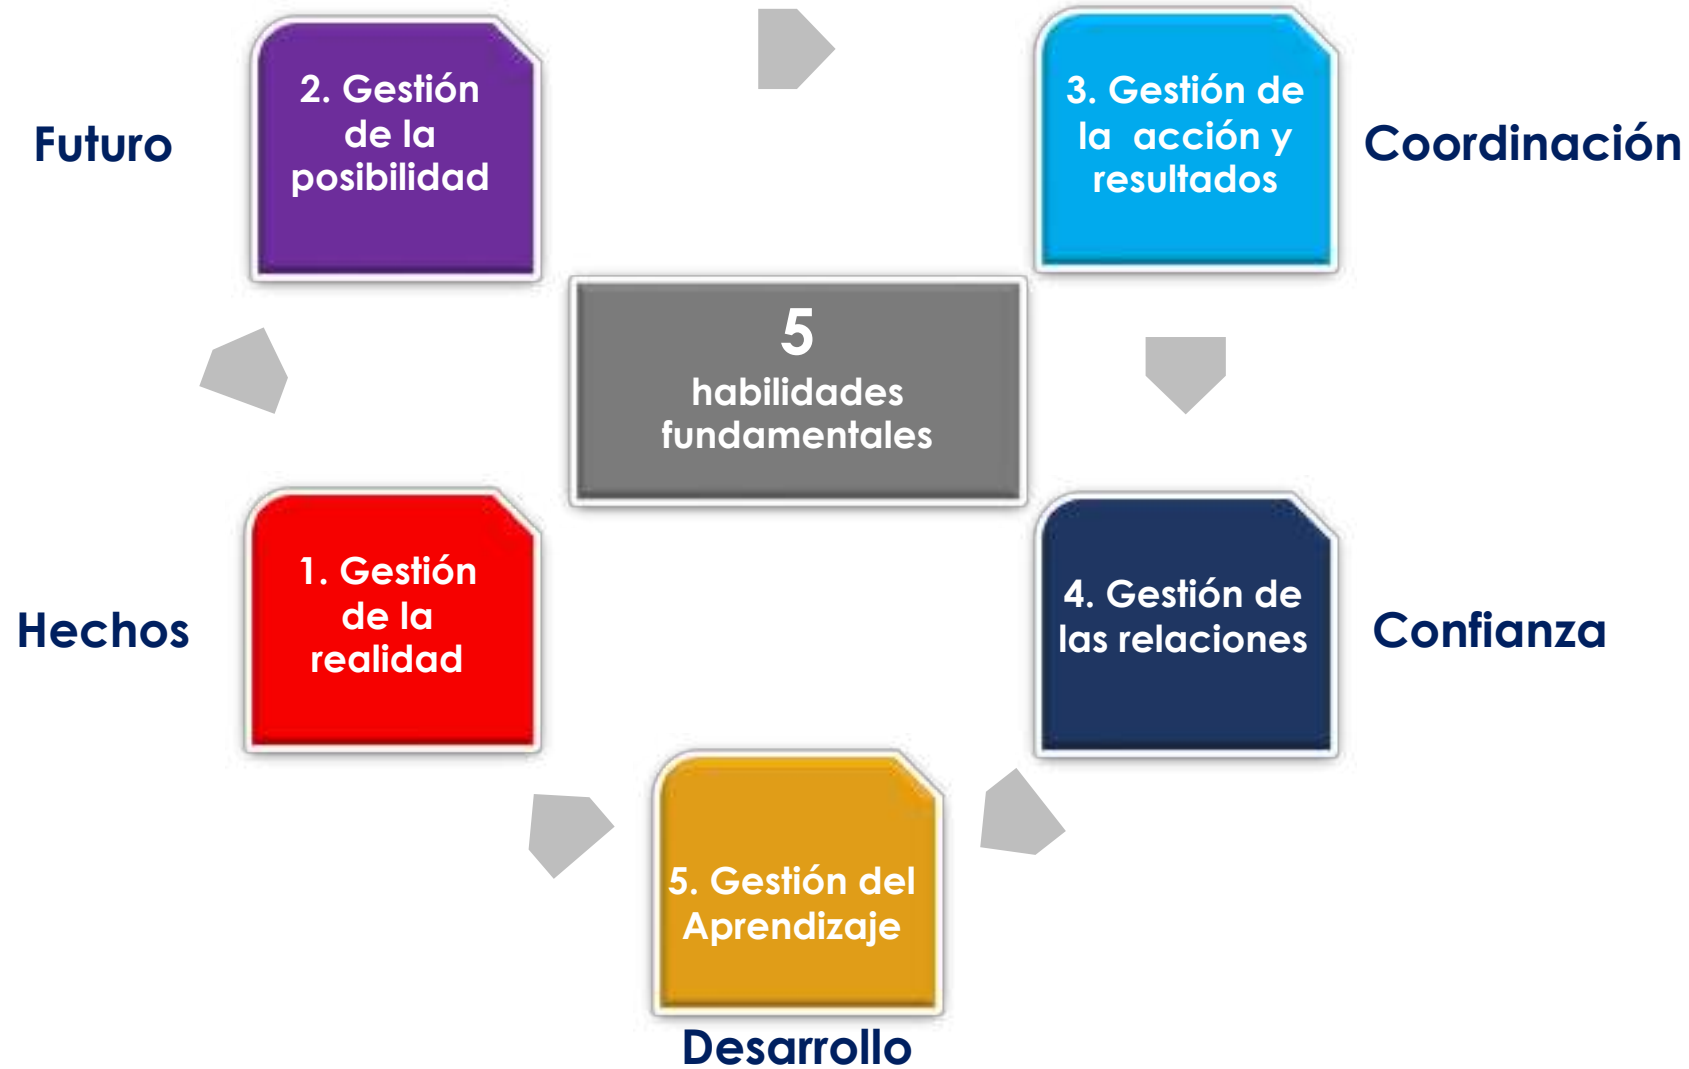 Futuro
2. Gestión
de la
posibilidad
3. Gestión de
la acción y
resultados
Coordinación
5
habilidades
fundamentales
Hechos
1. Gestión
de la
realidad
4. Gestión de
las relaciones
Confianza
5. Gestión del
Aprendizaje
Desarrollo